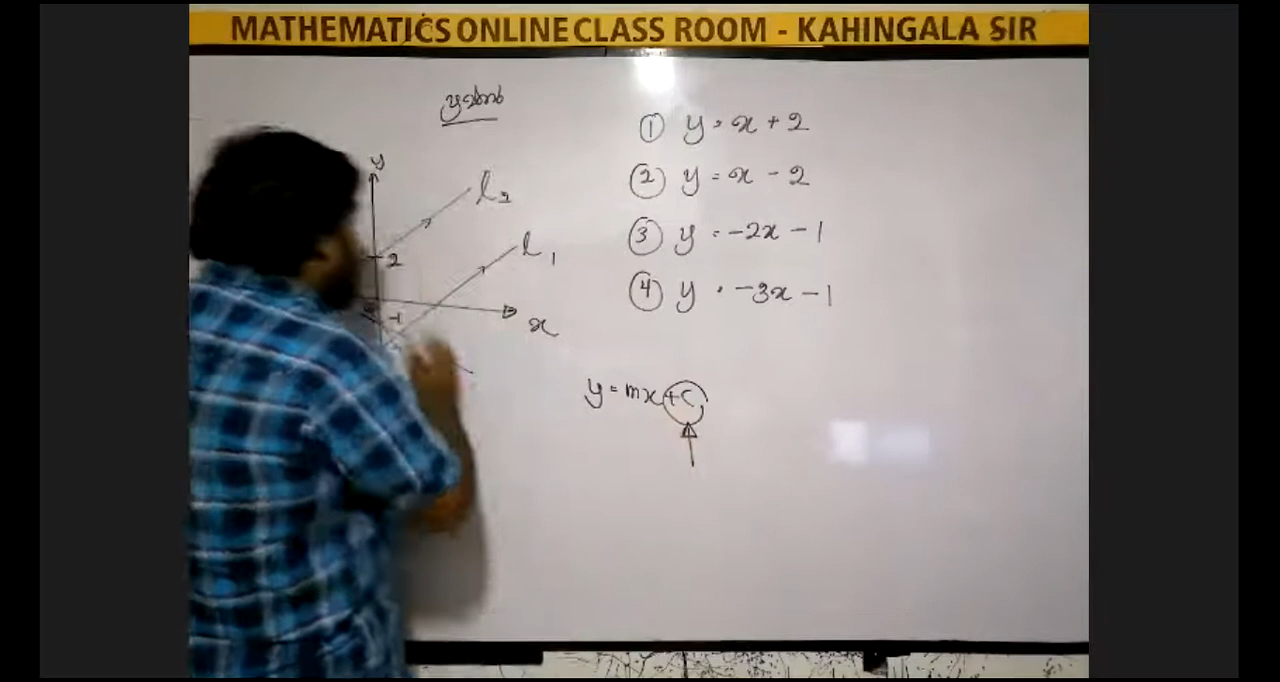 MATHEMATICS ONLINE CLASS ROOM - KAHINGALA SIR
① y = x + 2
② y = x - 2
③ y = -2x - 1
④ y = -3x - 1
y
l₂
l₁
2
-1
x
y = mx + c